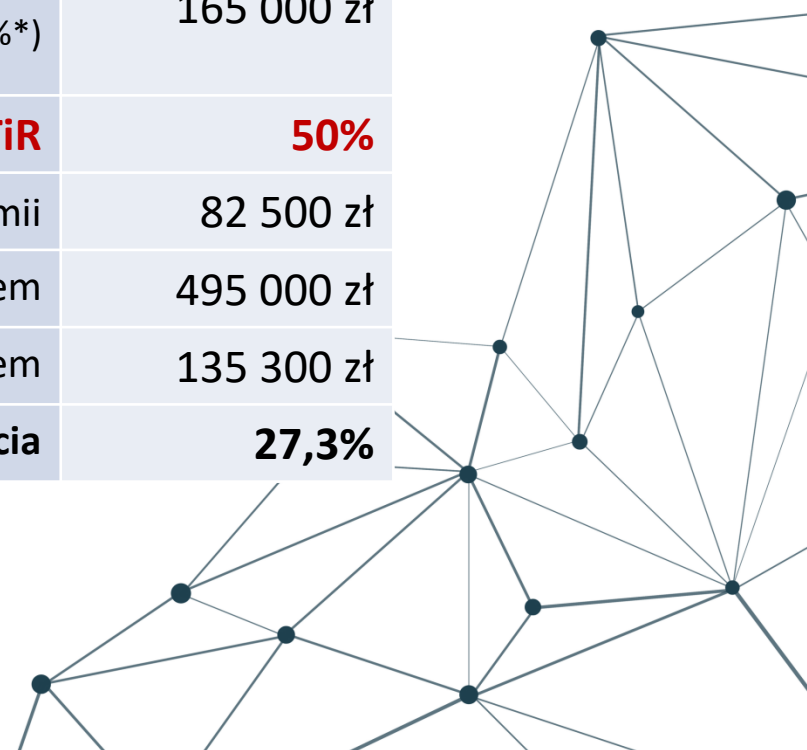 165 000 zł
%*)
TiR 50%
mii 82 500 zł
em 495 000 zł
em 135 300 zł
cia 27,3%